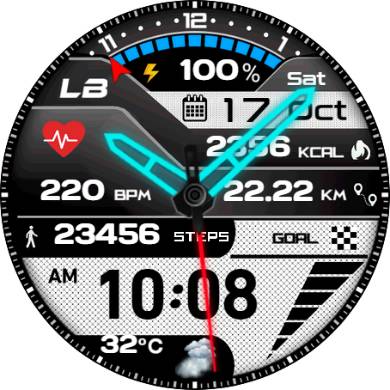 11 12 1
100%
LB
Sat
17 Oct
2356 KCAL
220 BPM
22.22 KM
23456 STEPS
GOAL
AM 10:08
32°C